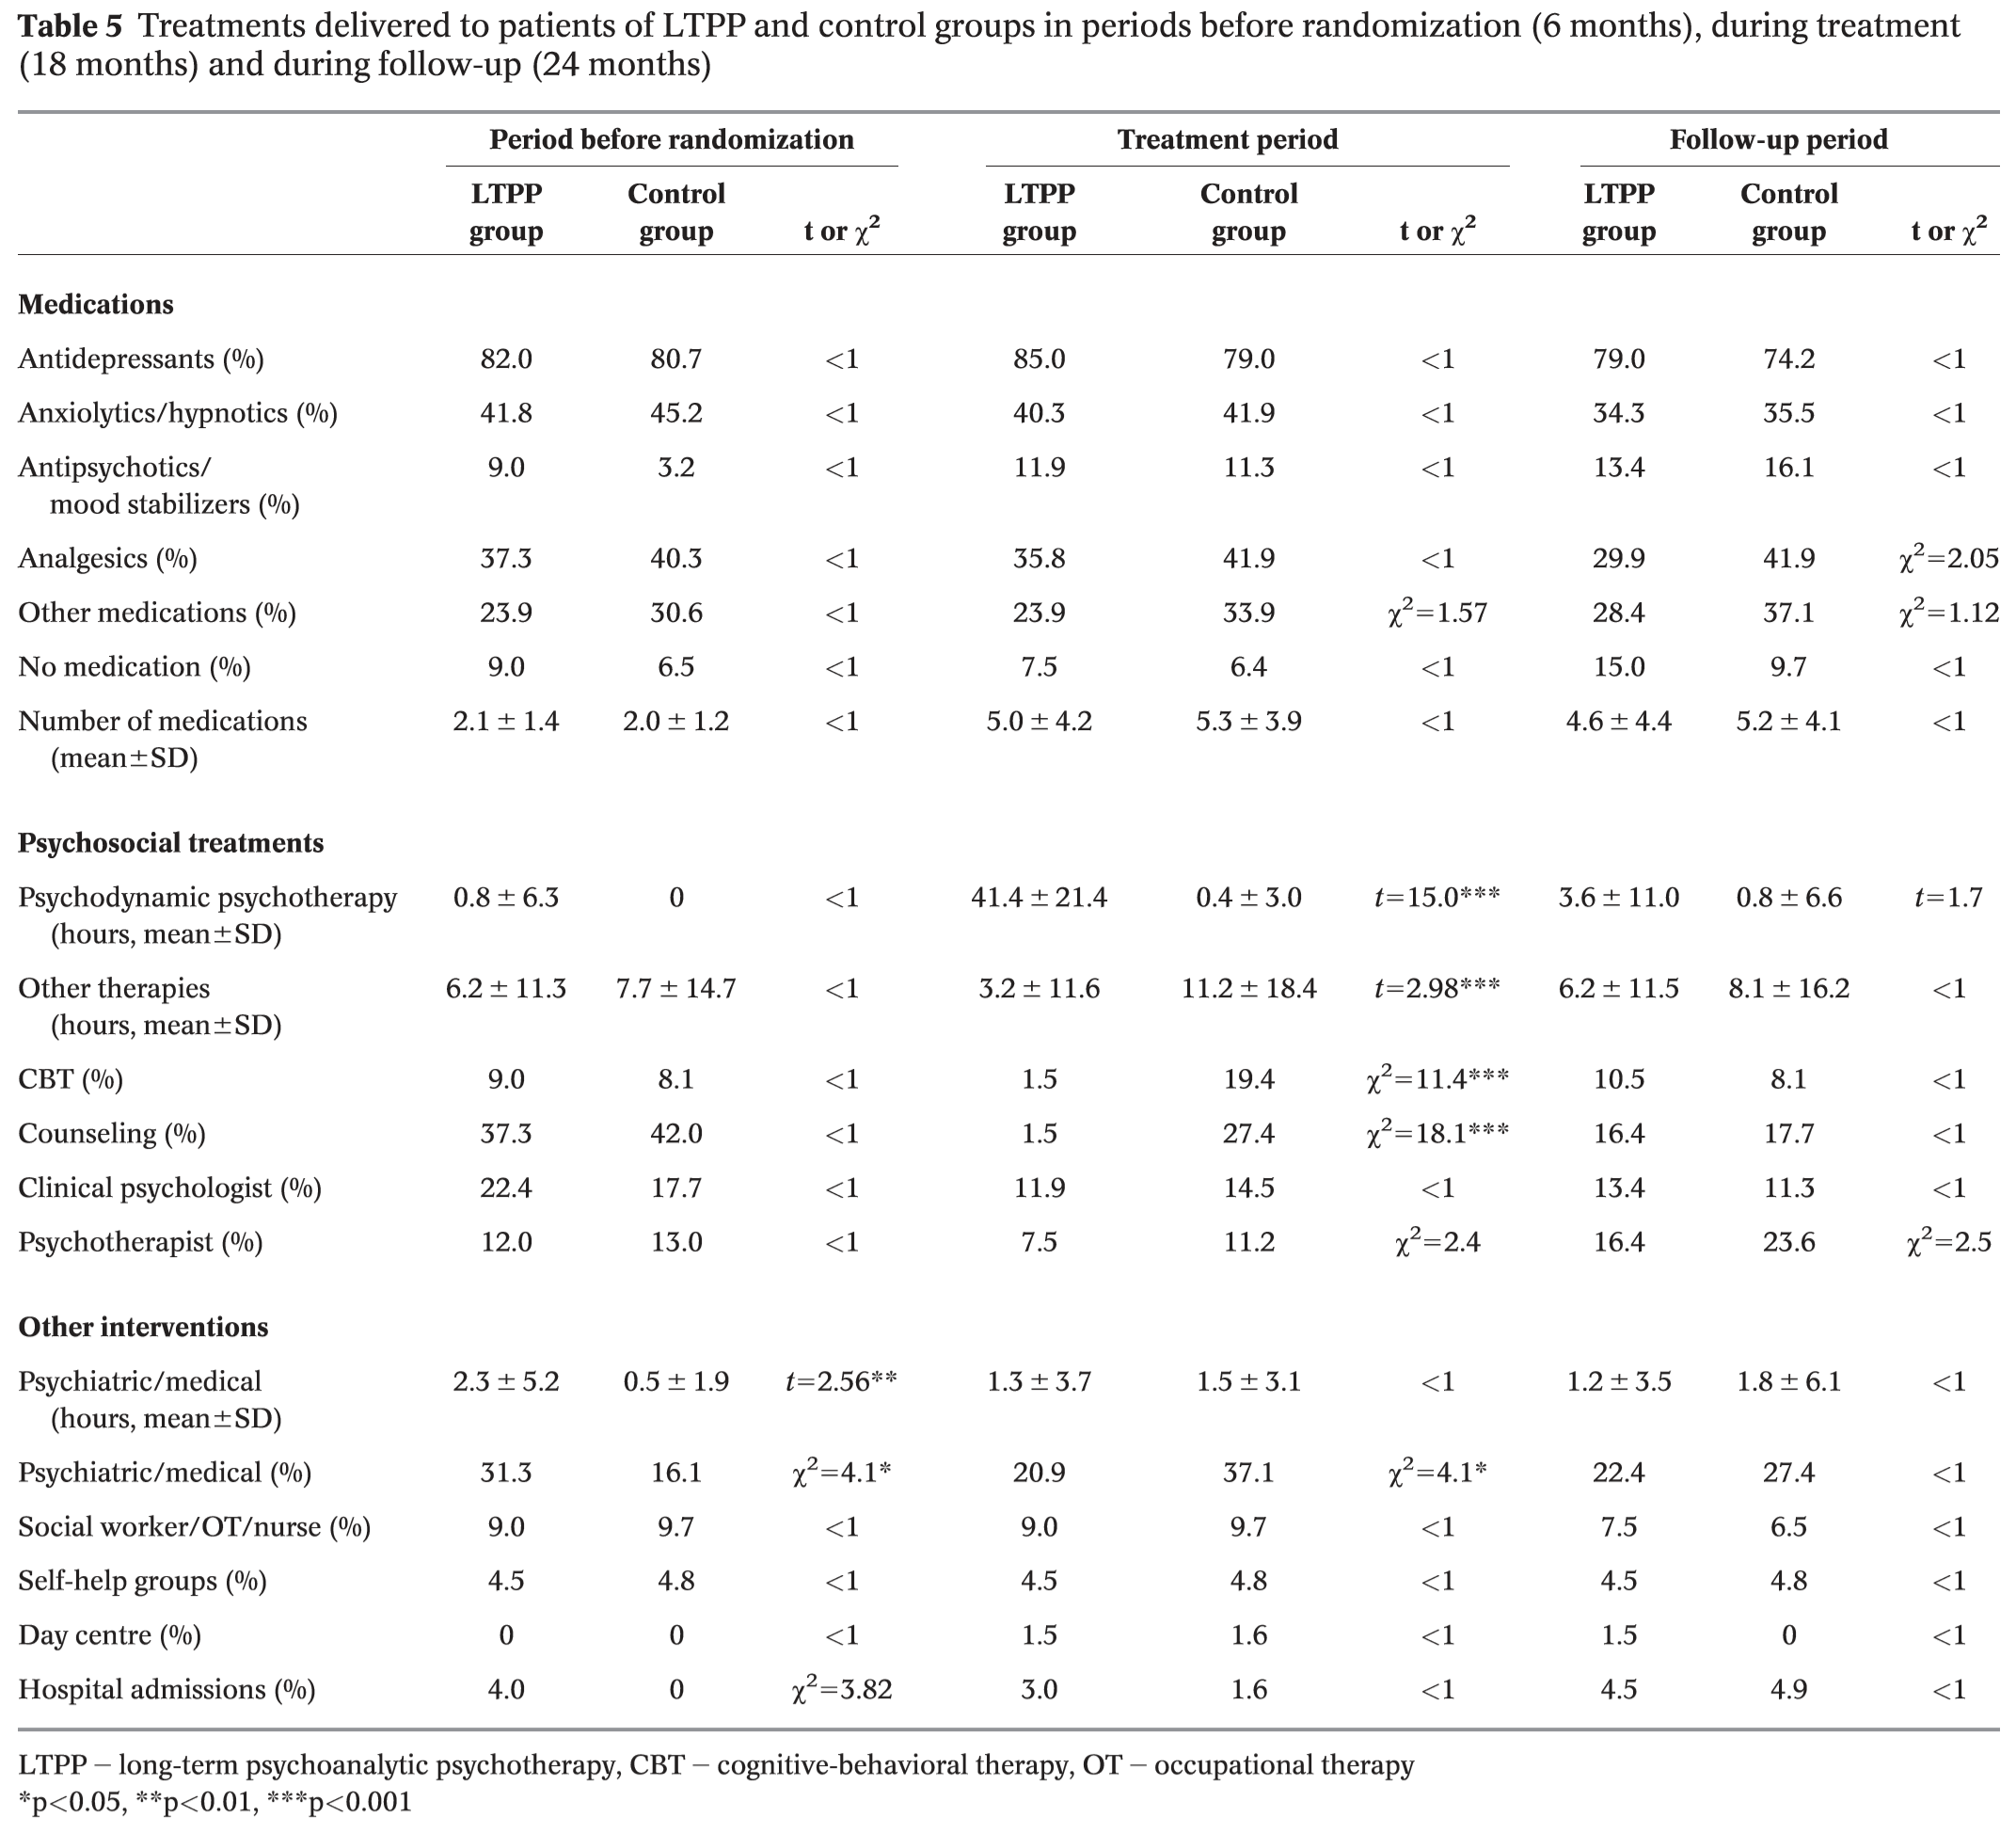 Table 5 Treatments delivered to patients of LTPP and control groups in periods before randomization (6 months), during treatment
(18 months) and during follow-up (24 months)
Period before randomization Treatment period Follow-up period
LTPP group Control group t or χ² LTPP group Control group t or χ² LTPP group Control group t or χ²
Medications
Antidepressants (%) 82.0 80.7 <1 85.0 79.0 <1 79.0 74.2 <1
Anxiolytics/hypnotics (%) 41.8 45.2 <1 40.3 41.9 <1 34.3 35.5 <1
Antipsychotics/ 9.0 3.2 <1 11.9 11.3 <1 13.4 16.1 <1
mood stabilizers (%)
Analgesics (%) 37.3 40.3 <1 35.8 41.9 <1 29.9 41.9 χ²=2.05
Other medications (%) 23.9 30.6 <1 23.9 33.9 χ²=1.57 28.4 37.1 χ²=1.12
No medication (%) 9.0 6.5 <1 7.5 6.4 <1 15.0 9.7 <1
Number of medications 2.1 ± 1.4 2.0 ± 1.2 <1 5.0 ± 4.2 5.3 ± 3.9 <1 4.6 ± 4.4 5.2 ± 4.1 <1
(mean±SD)
Psychosocial treatments
Psychodynamic psychotherapy 0.8 ± 6.3 0 <1 41.4 ± 21.4 0.4 ± 3.0 t=15.0*** 3.6 ± 11.0 0.8 ± 6.6 t=1.7
(hours, mean±SD)
Other therapies 6.2 ± 11.3 7.7 ± 14.7 <1 3.2 ± 11.6 11.2 ± 18.4 t=2.98*** 6.2 ± 11.5 8.1 ± 16.2 <1
(hours, mean±SD)
CBT (%) 9.0 8.1 <1 1.5 19.4 χ²=11.4*** 10.5 8.1 <1
Counseling (%) 37.3 42.0 <1 1.5 27.4 χ²=18.1*** 16.4 17.7 <1
Clinical psychologist (%) 22.4 17.7 <1 11.9 14.5 <1 13.4 11.3 <1
Psychotherapist (%) 12.0 13.0 <1 7.5 11.2 χ²=2.4 16.4 23.6 χ²=2.5
Other interventions
Psychiatric/medical 2.3 ± 5.2 0.5 ± 1.9 t=2.56** 1.3 ± 3.7 1.5 ± 3.1 <1 1.2 ± 3.5 1.8 ± 6.1 <1
(hours, mean±SD)
Psychiatric/medical (%) 31.3 16.1 χ²=4.1* 20.9 37.1 χ²=4.1* 22.4 27.4 <1
Social worker/OT/nurse (%) 9.0 9.7 <1 9.0 9.7 <1 7.5 6.5 <1
Self-help groups (%) 4.5 4.8 <1 4.5 4.8 <1 4.5 4.8 <1
Day centre (%) 0 0 <1 1.5 1.6 <1 1.5 0 <1
Hospital admissions (%) 4.0 0 χ²=3.82 3.0 1.6 <1 4.5 4.9 <1
LTPP – long-term psychoanalytic psychotherapy, CBT – cognitive-behavioral therapy, OT – occupational therapy
*p<0.05, **p<0.01, ***p<0.001